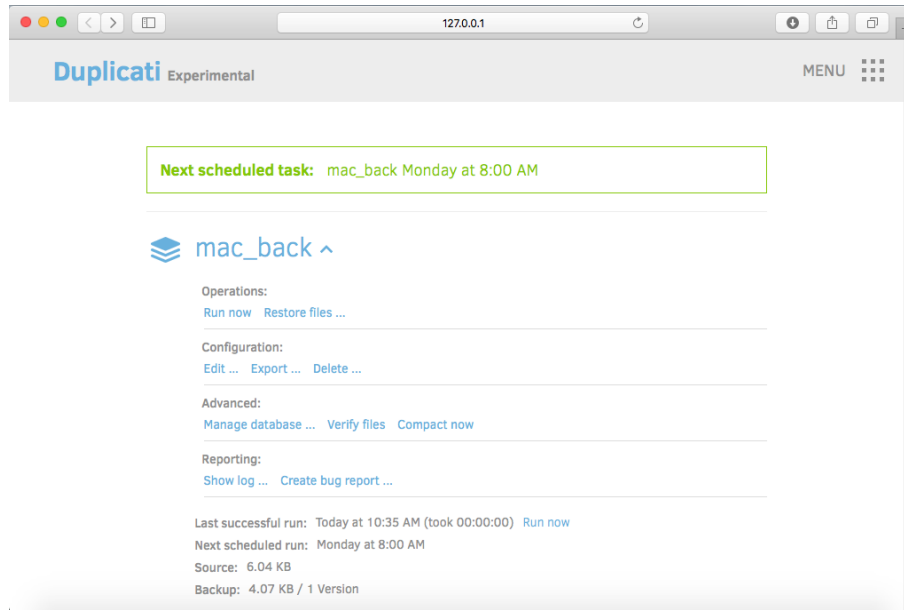 127.0.0.1
Duplicati Experimental
MENU
Next scheduled task: mac_back Monday at 8:00 AM
mac_back
Operations:
Run now Restore files ...
Configuration:
Edit ... Export ... Delete ...
Advanced:
Manage database ... Verify files Compact now
Reporting:
Show log ... Create bug report ...
Last successful run: Today at 10:35 AM (took 00:00:00) Run now
Next scheduled run: Monday at 8:00 AM
Source: 6.04 KB
Backup: 4.07 KB / 1 Version